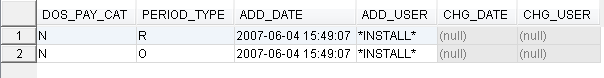 DOS_PAY_CAT PERIOD_TYPE ADD_DATE ADD_USER CHG_DATE CHG_USER
1 N R 2007-06-04 15:49:07 *INSTALL* (null) (null)
2 N O 2007-06-04 15:49:07 *INSTALL* (null) (null)